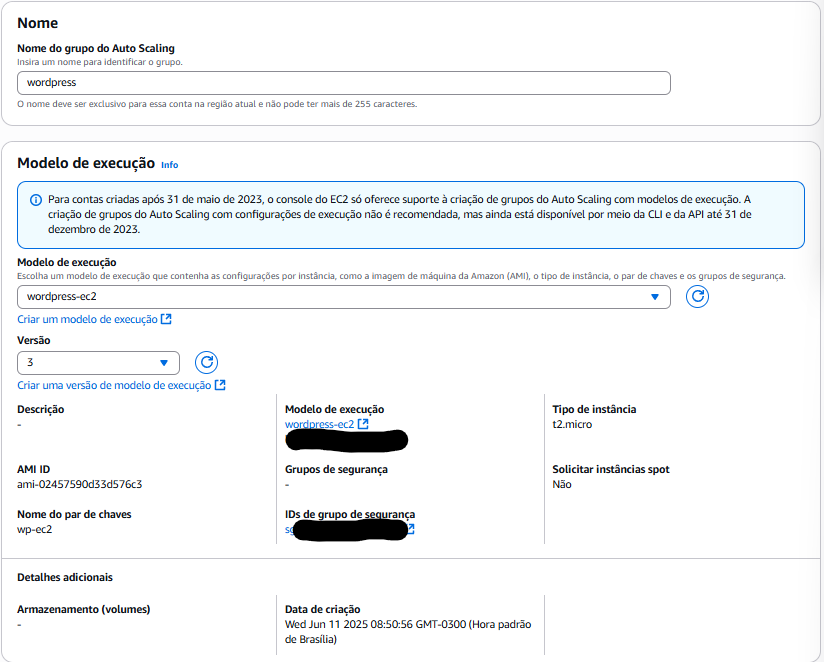 Nome
Nome do grupo do Auto Scaling
Insira um nome para identificar o grupo.
wordpress
O nome deve ser exclusivo para essa conta na região atual e não pode ter mais de 255 caracteres.
Modelo de execução Info
Para contas criadas após 31 de maio de 2023, o console do EC2 só oferece suporte à criação de grupos do Auto Scaling com modelos de execução. A
criação de grupos do Auto Scaling com configurações de execução não é recomendada, mas ainda está disponível por meio da CLI e da API até 31 de
dezembro de 2023.
Modelo de execução
Escolha um modelo de execução que contenha as configurações por instância, como a imagem de máquina da Amazon (AMI), o tipo de instância, o par de chaves e os grupos de segurança.
wordpress-ec2
Criar um modelo de execução
Versão
3
Criar uma versão de modelo de execução
Descrição
-
Modelo de execução
wordpress-ec2
Tipo de instância
t2.micro
AMI ID
ami-02457590d33d576c3
Grupos de segurança
-
Solicitar instâncias spot
Não
Nome do par de chaves
wp-ec2
IDs de grupo de segurança
Detalhes adicionais
Armazenamento (volumes)
-
Data de criação
Wed Jun 11 2025 08:50:56 GMT-0300 (Hora padrão
de Brasília)